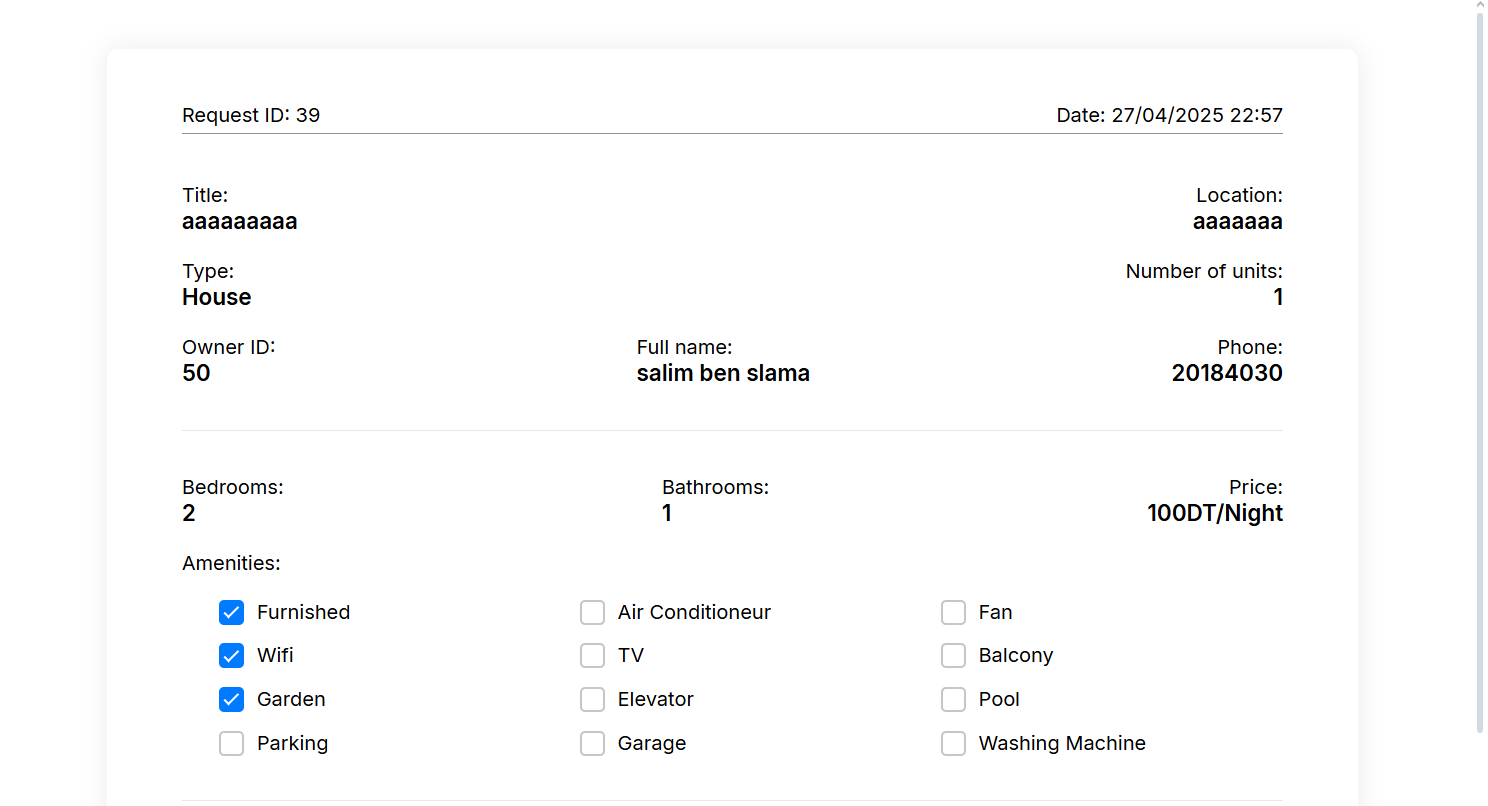 Request ID: 39 Date: 27/04/2025 22:57
Title: Location:
aaaaaaaaa aaaaaaa
Type: Number of units:
House 1
Owner ID: Full name: Phone:
50 salim ben slama 20184030
Bedrooms: Bathrooms: Price:
2 1 100DT/Night
Amenities:
Furnished Air Conditioneur Fan
Wifi TV Balcony
Garden Elevator Pool
Parking Garage Washing Machine